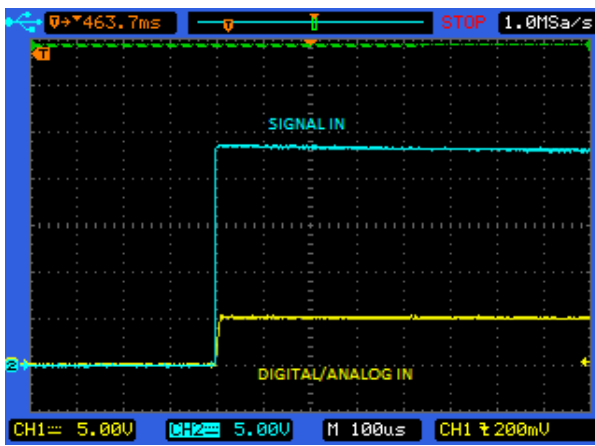 463.7ms T STOP 1.0MSa/s
T
SIGNAL IN
2
DIGITAL/ANALOG IN
CH1 5.00V CH2 5.00V M 100us CH1 200mV